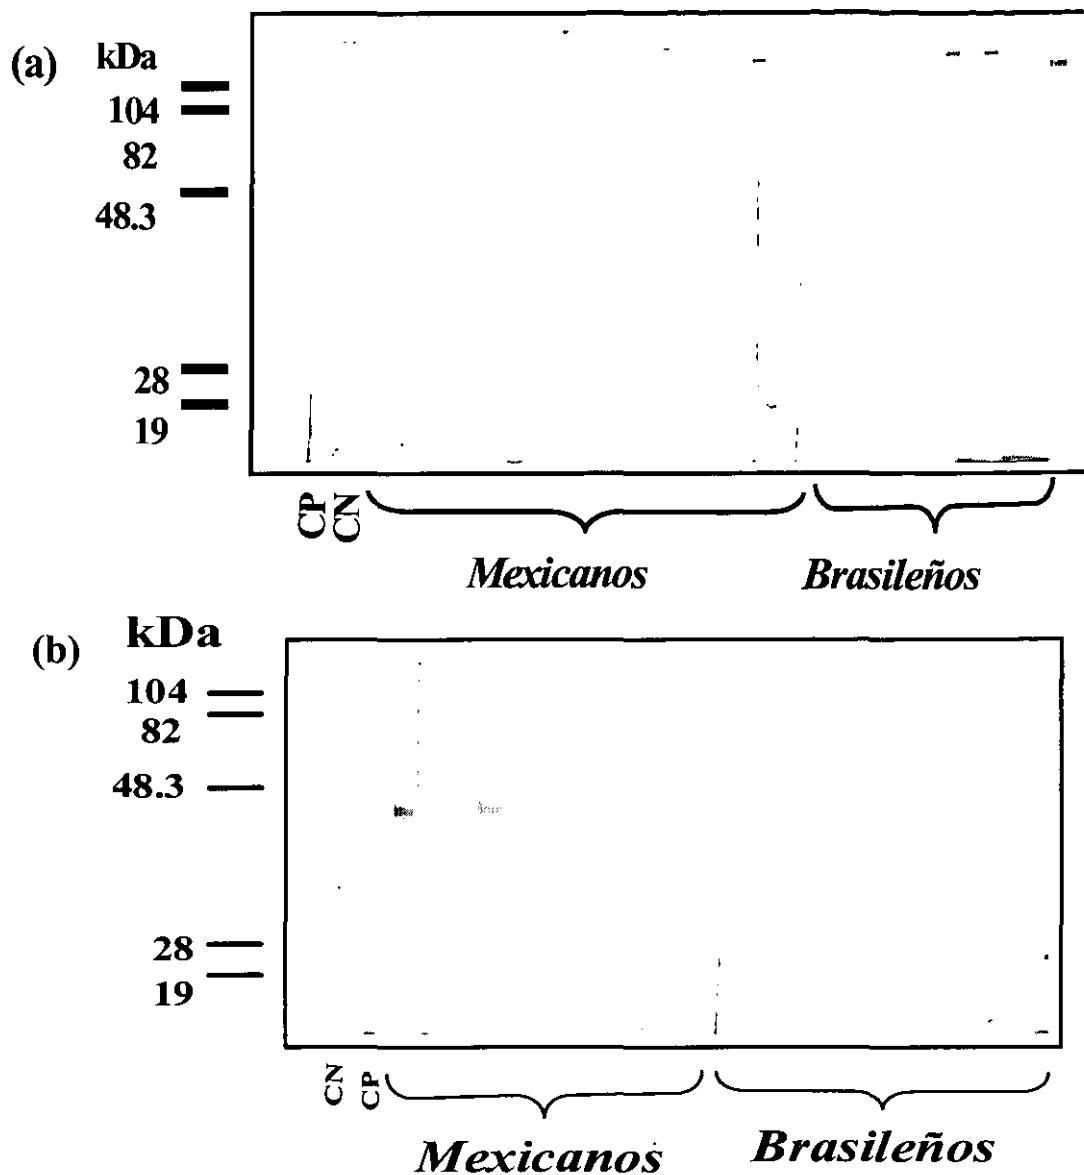 (a) kDa
104
82
48.3
28
19
CP
CN
Mexicanos Brasileños
(b) kDa
104
82
48.3
28
19
CN
CP
Mexicanos Brasileños